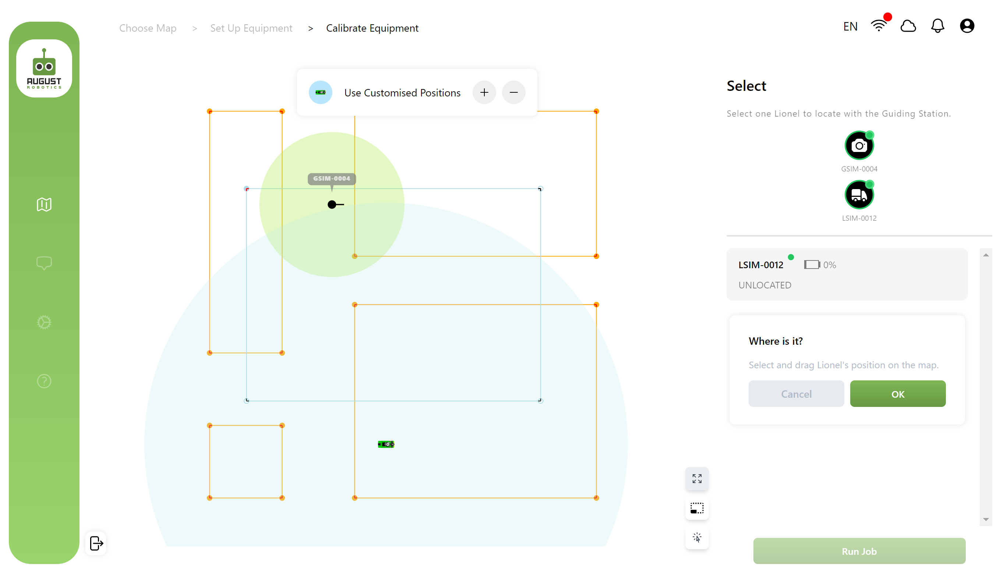 Choose Map > Set Up Equipment > Calibrate Equipment
EN
AUGUST
ROBOTICS
Use Customised Positions + −
Select
Select one Lionel to locate with the Guiding Station.
GSIM-0004
GSIM-0004
LSIM-0012
LSIM-0012 0%
UNLOCATED
Where is it?
Select and drag Lionel's position on the map.
Cancel OK
?
Run Job